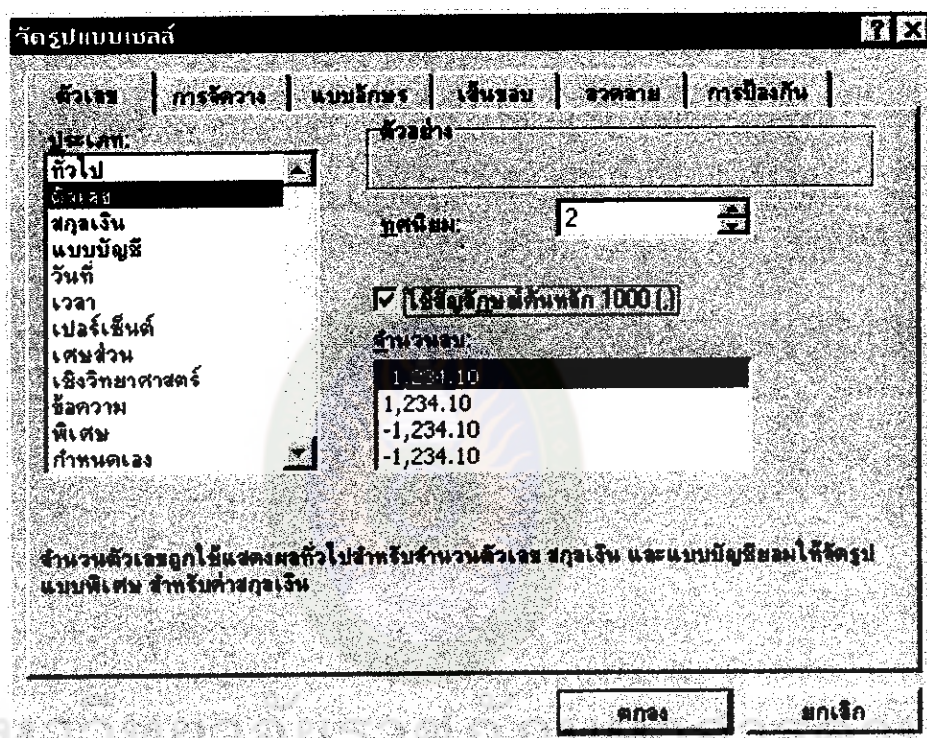 จัดรูปแบบเซลล์
ตัวเลข การจัดวาง แบบอักษร เส้นขอบ ลวดลาย การป้องกัน
ประเภท:
ทั่วไป
ตัวเลข
สกุลเงิน
แบบบัญชี
วันที่
เวลา
เปอร์เซ็นต์
เศษส่วน
เชิงวิทยาศาสตร์
ข้อความ
พิเศษ
กำหนดเอง
ตัวอย่าง
ทศนิยม: 2
ใช้สัญลักษณ์คั่นหลัก 1000 (,)
จำนวนลบ:
-1,234.10
1,234.10
-1,234.10
-1,234.10
จำนวนตัวเลขถูกใช้แสดงผลทั่วไปสำหรับจำนวนตัวเลข สกุลเงิน และแบบบัญชียอมให้จัดรูป
แบบพิเศษ สำหรับค่าสกุลเงิน
ตกลง ยกเลิก